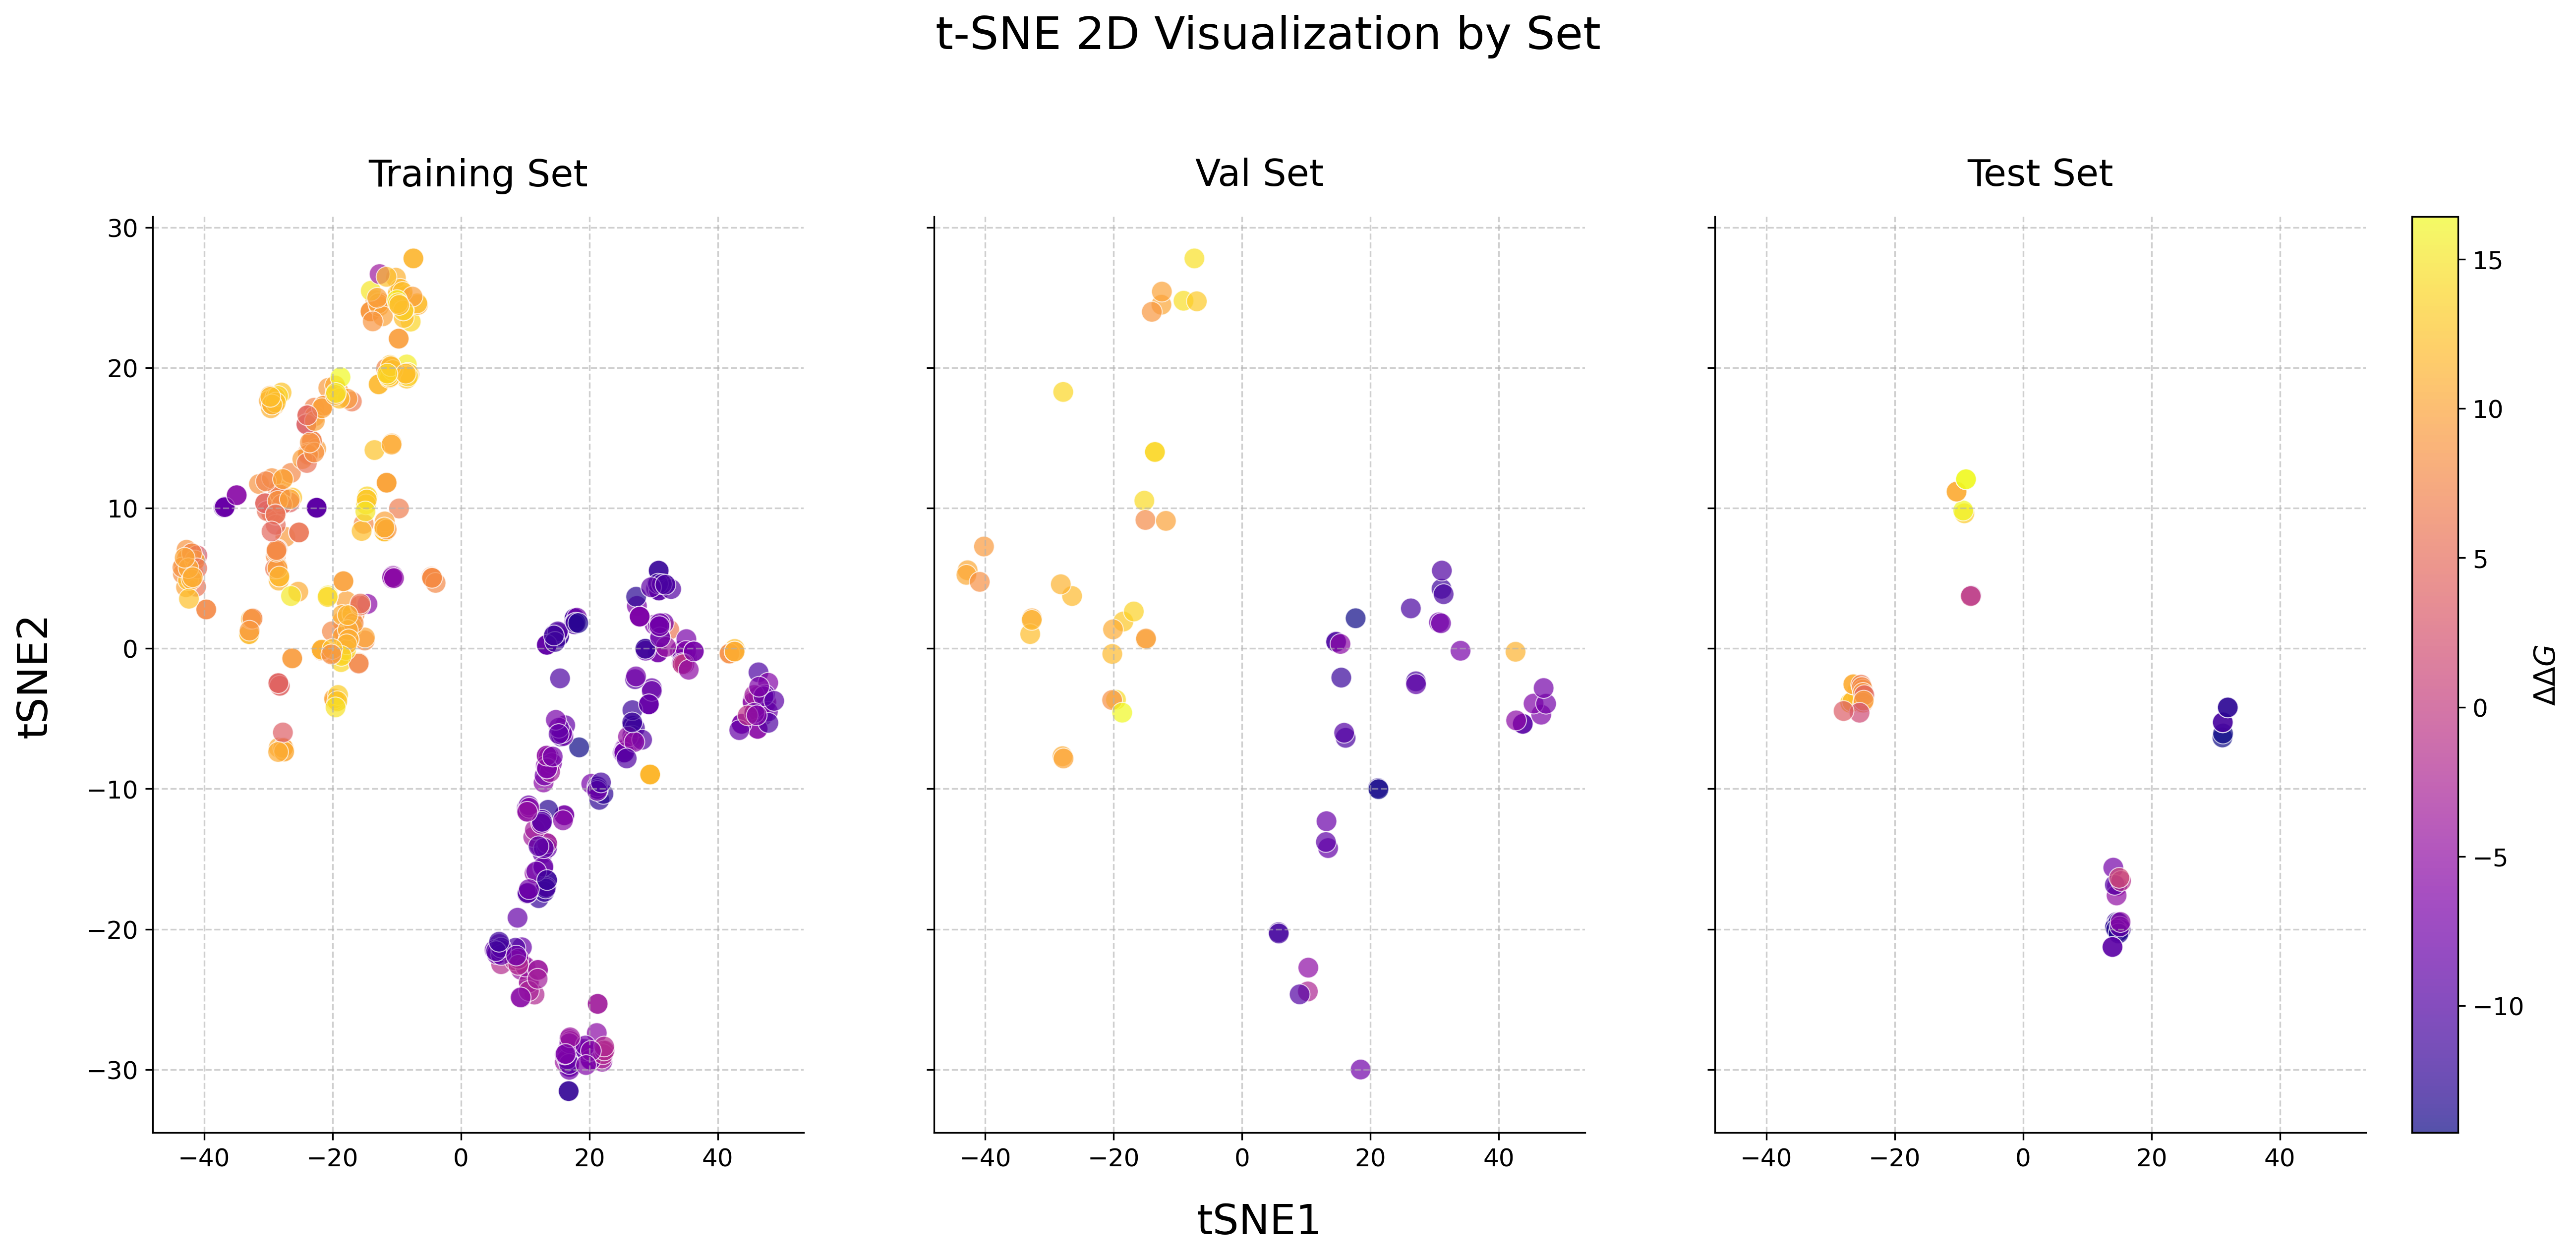 t-SNE 2D Visualization by Set
Training Set
Val Set
Test Set
30
20
10
0
−10
−20
−30
−40 −20 0 20 40
−40 −20 0 20 40
−40 −20 0 20 40
15
10
5
0
−5
−10
tSNE2
tSNE1
ΔΔG